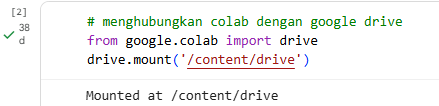 [2]
38
d
# menghubungkan colab dengan google drive
from google.colab import drive
drive.mount('/content/drive')
Mounted at /content/drive